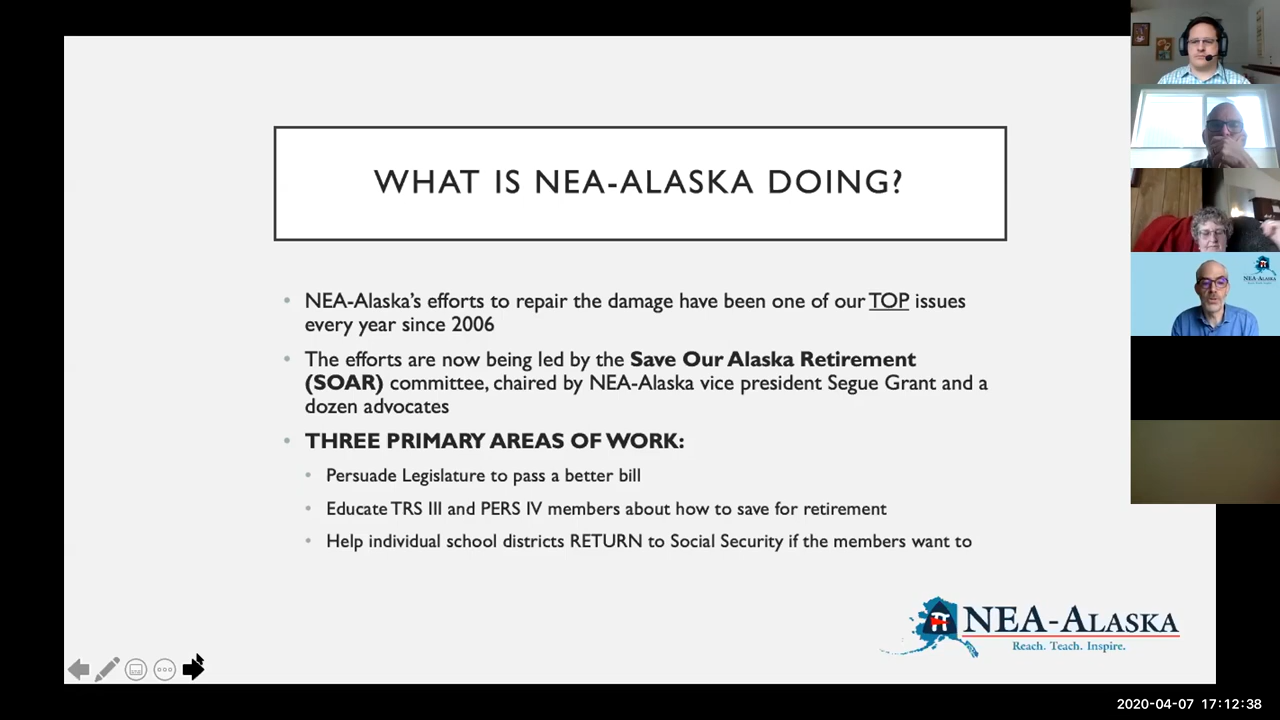 WHAT IS NEA-ALASKA DOING?
• NEA-Alaska’s efforts to repair the damage have been one of our TOP issues
every year since 2006
• The efforts are now being led by the Save Our Alaska Retirement
(SOAR) committee, chaired by NEA-Alaska vice president Segue Grant and a
dozen advocates
• THREE PRIMARY AREAS OF WORK:
• Persuade Legislature to pass a better bill
• Educate TRS III and PERS IV members about how to save for retirement
• Help individual school districts RETURN to Social Security if the members want to
NEA-ALASKA
Reach. Teach. Inspire.
NEA-ALASKA
2020-04-07 17:12:38